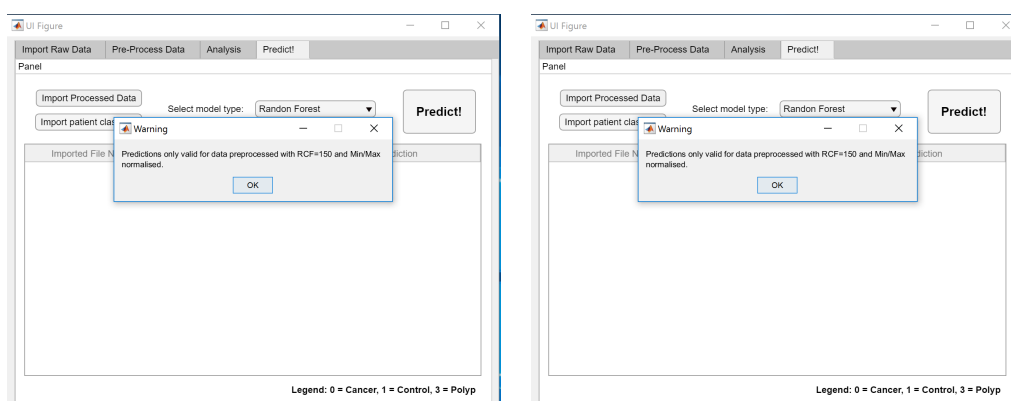 UI Figure
Import Raw Data Pre-Process Data Analysis Predict!
Panel
Import Processed Data
Select model type: Randon Forest Predict!
Import patient clas
Warning
Imported File N
Predictions only valid for data preprocessed with RCF=150 and Min/Max
normalised.
diction
OK
Legend: 0 = Cancer, 1 = Control, 3 = Polyp
UI Figure
Import Raw Data Pre-Process Data Analysis Predict!
Panel
Import Processed Data
Select model type: Randon Forest Predict!
Import patient clas
Warning
Imported File N
Predictions only valid for data preprocessed with RCF=150 and Min/Max
normalised.
diction
OK
Legend: 0 = Cancer, 1 = Control, 3 = Polyp